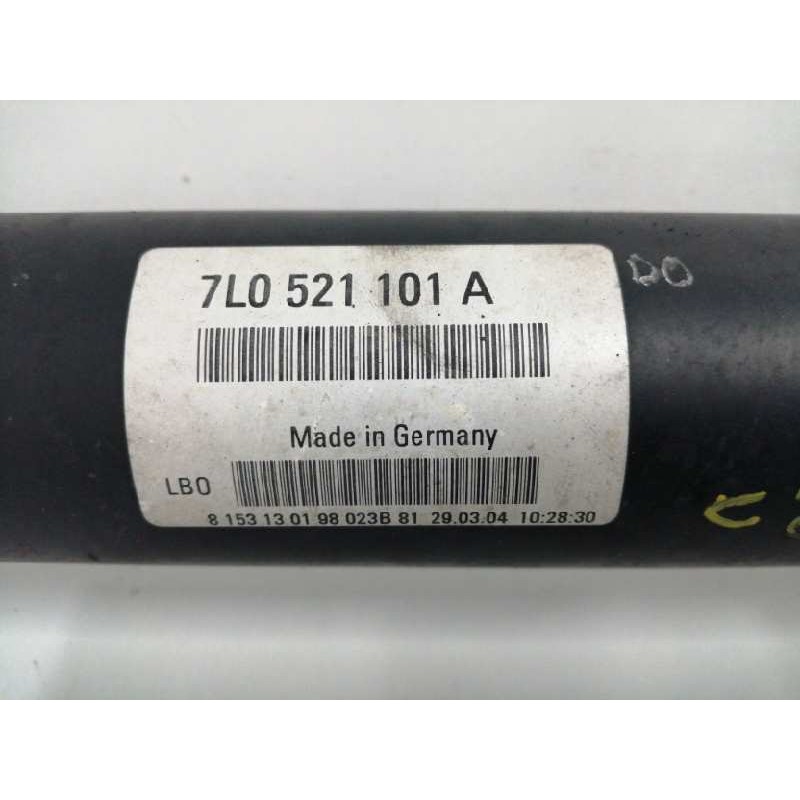 7L0 521 101 A
DO
Made in Germany
LBO
8 153 13 01 98 023B 81 29.03.04 10:28:30